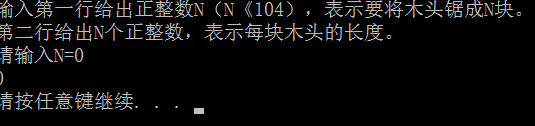 输入第一行给出正整数N（N《104），表示要将木头锯成N块。
第二行给出N个正整数，表示每块木头的长度。
请输入N=0
0
请按任意键继续. . .